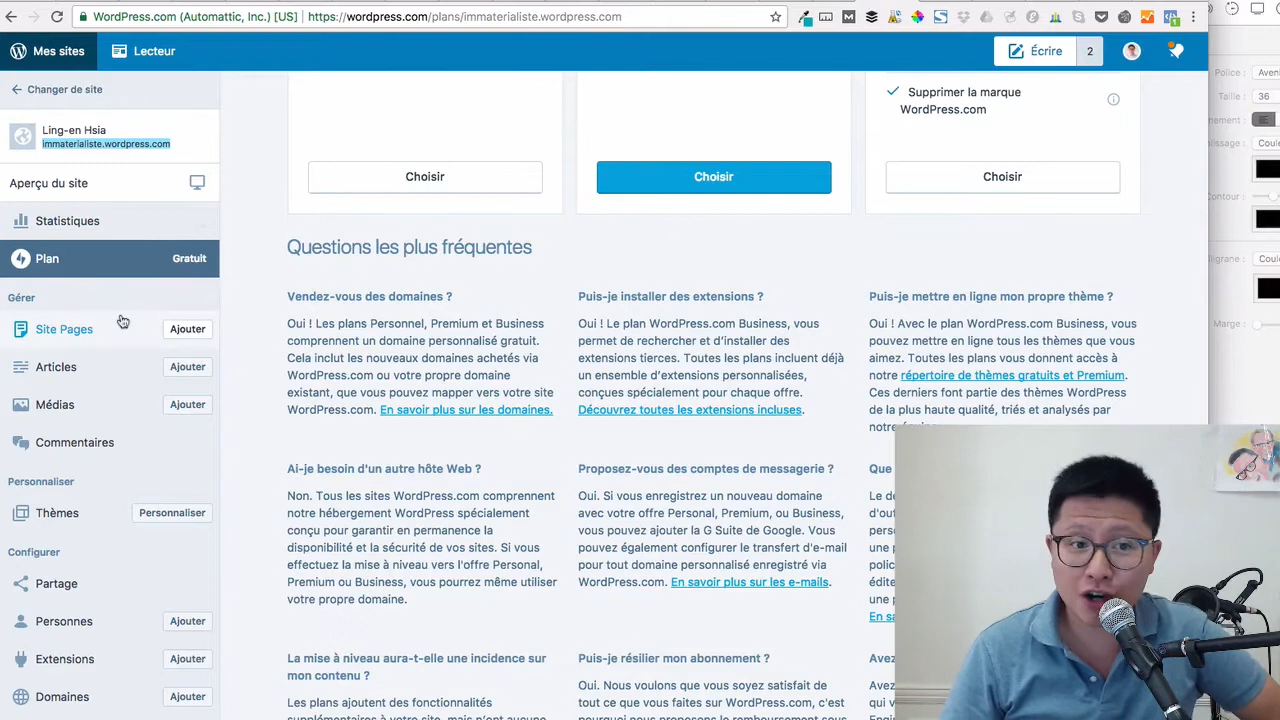 WordPress.com (Automattic, Inc.) [US]
https://wordpress.com/plans/immaterialiste.wordpress.com
Mes sites
Lecteur
Écrire
2
Changer de site
Ling-en Hsia
immaterialiste.wordpress.com
Aperçu du site
Statistiques
Plan
Gratuit
Gérer
Site Pages
Ajouter
Articles
Ajouter
Médias
Ajouter
Commentaires
Personnaliser
Thèmes
Personnaliser
Configurer
Partage
Personnes
Ajouter
Extensions
Ajouter
Domaines
Ajouter
Supprimer la marque
WordPress.com
Choisir
Choisir
Choisir
Questions les plus fréquentes
Vendez-vous des domaines ?
Oui ! Les plans Personnel, Premium et Business
comprennent un domaine personnalisé gratuit.
Cela inclut les nouveaux domaines achetés via
WordPress.com ou votre propre domaine
existant, que vous pouvez mapper vers votre site
WordPress.com. En savoir plus sur les domaines.
Puis-je installer des extensions ?
Oui ! Le plan WordPress.com Business, vous
permet de rechercher et d'installer des
extensions tierces. Toutes les plans incluent déjà
un ensemble d'extensions personnalisées,
conçues spécialement pour chaque offre.
Découvrez toutes les extensions incluses.
Puis-je mettre en ligne mon propre thème ?
Oui ! Avec le plan WordPress.com Business, vous
pouvez mettre en ligne tous les thèmes que vous
aimez. Toutes les plans vous donnent accès à
notre répertoire de thèmes gratuits et Premium.
Ces derniers font partie des thèmes WordPress
de la plus haute qualité, triés et analysés par
Ai-je besoin d'un autre hôte Web ?
Non. Tous les sites WordPress.com comprennent
notre hébergement WordPress spécialement
conçu pour garantir en permanence la
disponibilité et la sécurité de vos sites. Si vous
effectuez la mise à niveau vers l'offre Personal,
Premium ou Business, vous pourrez même utiliser
votre propre domaine.
Proposez-vous des comptes de messagerie ?
Oui. Si vous enregistrez un nouveau domaine
avec votre offre Personal, Premium, ou Business,
vous pouvez ajouter la G Suite de Google. Vous
pouvez également configurer le transfert d'e-mail
pour tout domaine personnalisé enregistré via
WordPress.com. En savoir plus sur les e-mails.
La mise à niveau aura-t-elle une incidence sur
mon contenu ?
Les plans ajoutent des fonctionnalités
Puis-je résilier mon abonnement ?
Oui. Nous voulons que vous soyez satisfait de
Police :
Aven
Taille :
36
Coule
Contour :
Coule
Marge :